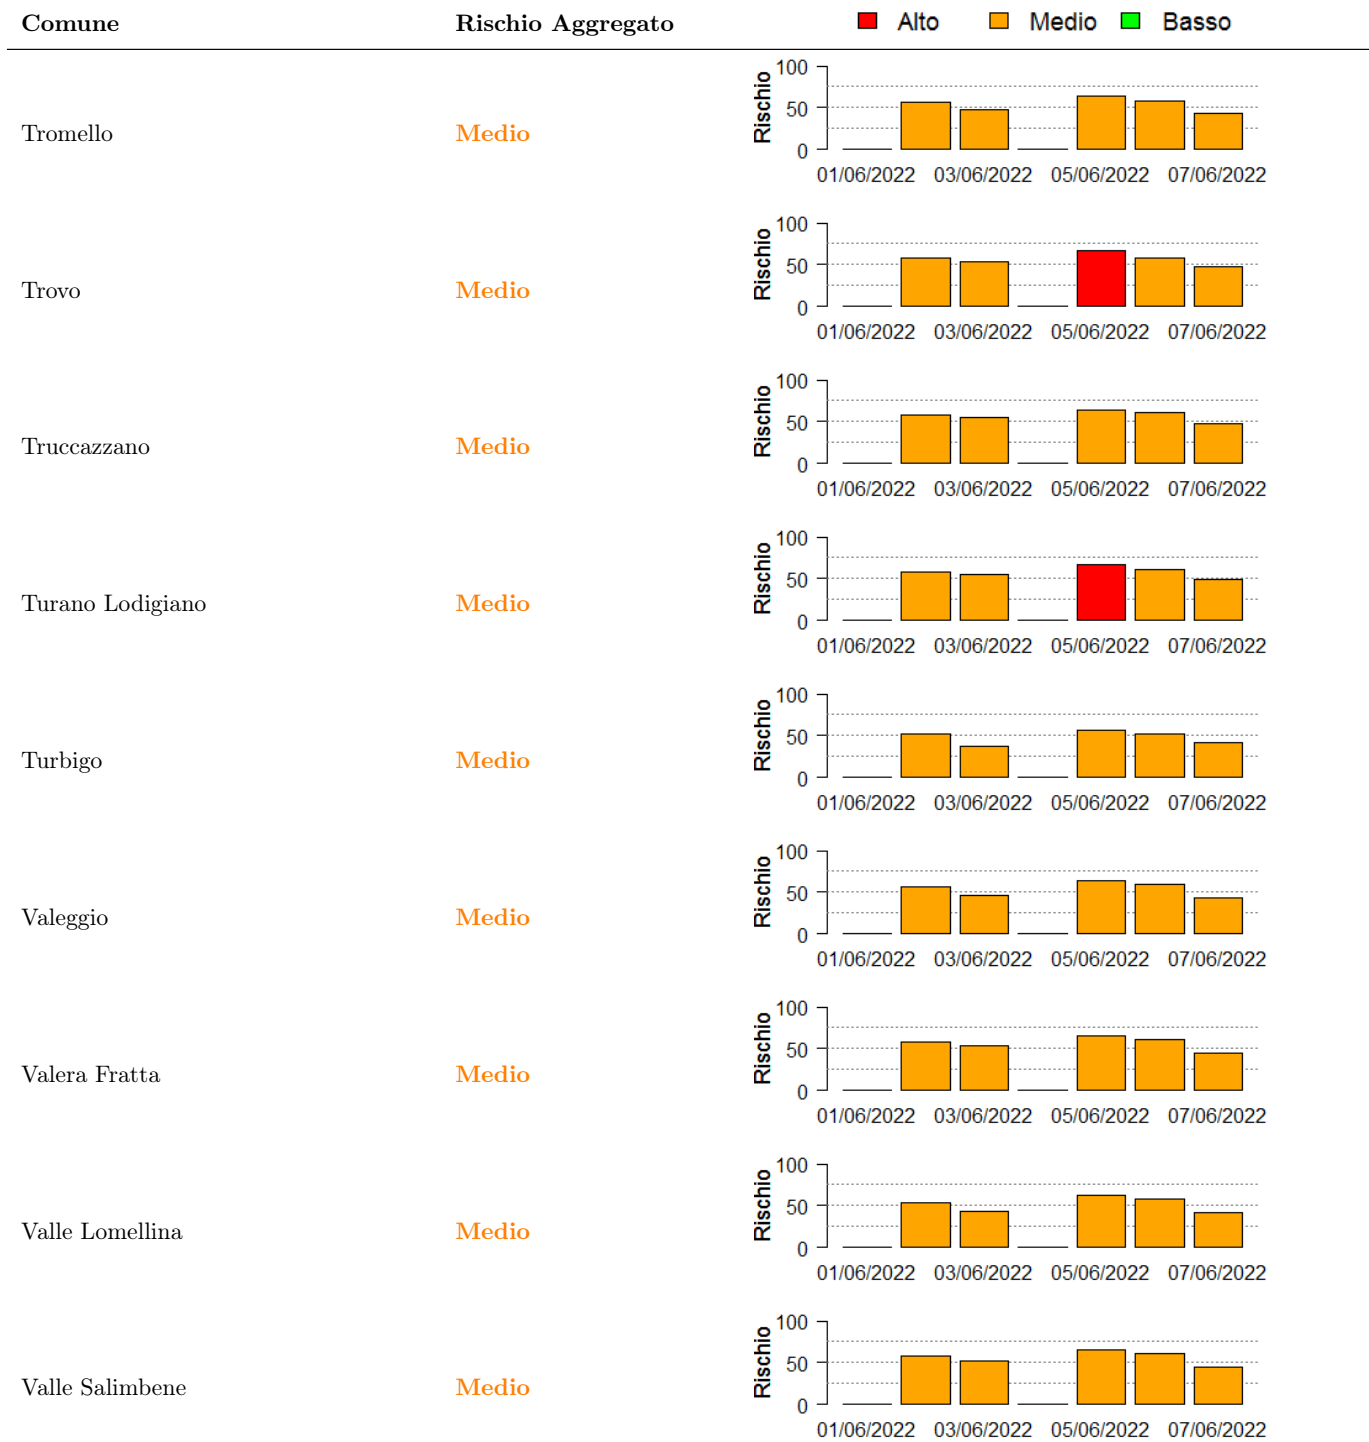 Comune Rischio Aggregato Alto Medio Basso
Tromello Medio Rischio 100 50 0
01/06/2022 03/06/2022 05/06/2022 07/06/2022
Trovo Medio Rischio 100 50 0
01/06/2022 03/06/2022 05/06/2022 07/06/2022
Truccazzano Medio Rischio 100 50 0
01/06/2022 03/06/2022 05/06/2022 07/06/2022
Turano Lodigiano Medio Rischio 100 50 0
01/06/2022 03/06/2022 05/06/2022 07/06/2022
Turbigo Medio Rischio 100 50 0
01/06/2022 03/06/2022 05/06/2022 07/06/2022
Valeggio Medio Rischio 100 50 0
01/06/2022 03/06/2022 05/06/2022 07/06/2022
Valera Fratta Medio Rischio 100 50 0
01/06/2022 03/06/2022 05/06/2022 07/06/2022
Valle Lomellina Medio Rischio 100 50 0
01/06/2022 03/06/2022 05/06/2022 07/06/2022
Valle Salimbene Medio Rischio 100 50 0
01/06/2022 03/06/2022 05/06/2022 07/06/2022